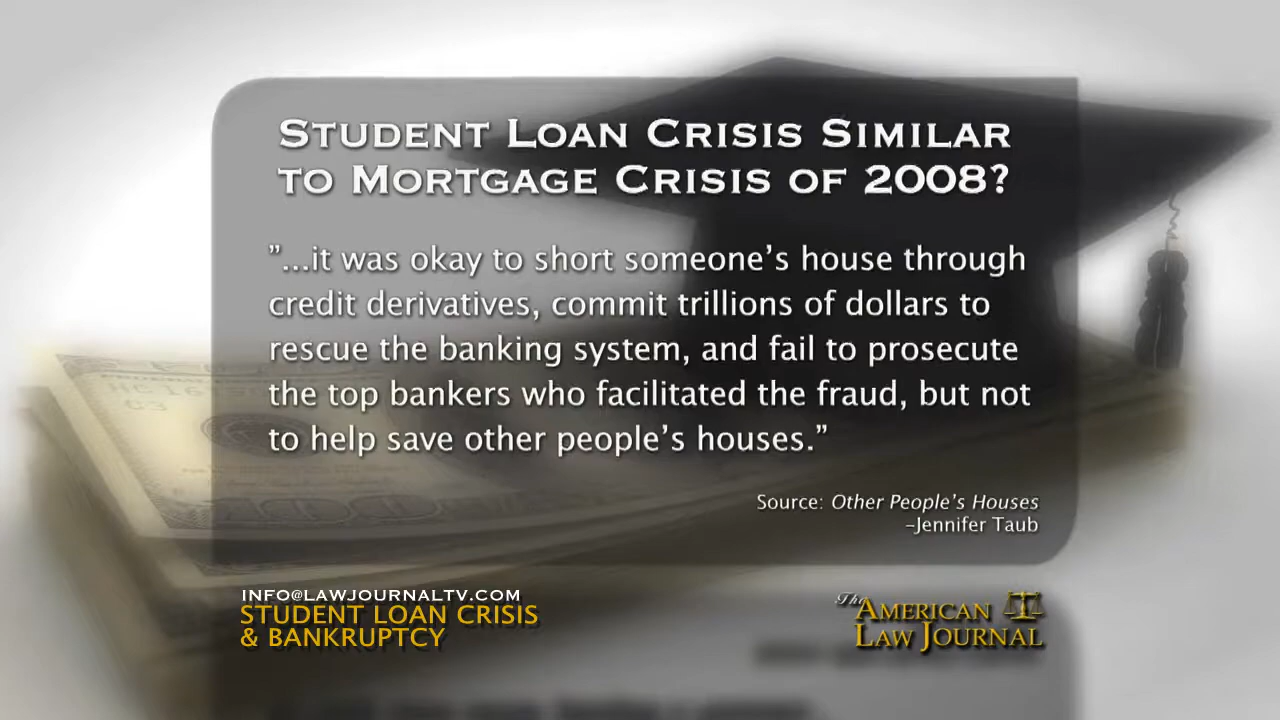 STUDENT LOAN CRISIS SIMILAR
TO MORTGAGE CRISIS OF 2008?
”...it was okay to short someone’s house through
credit derivatives, commit trillions of dollars to
rescue the banking system, and fail to prosecute
the top bankers who facilitated the fraud, but not
to help save other people’s houses.”
Source: Other People’s Houses
–Jennifer Taub
INFO@LAWJOURNALTV.COM
STUDENT LOAN CRISIS
& BANKRUPTCY
The
AMERICAN
LAW JOURNAL